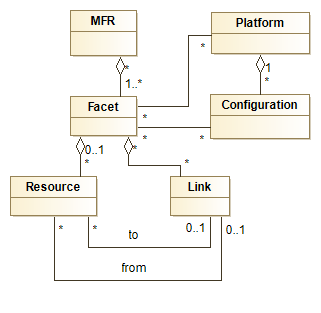 MFR
Platform
*
*
1
1..*
*
Facet
*
Configuration
*
*
0..1
*
*
*
Resource
Link
*
*
to
0..1
0..1
from